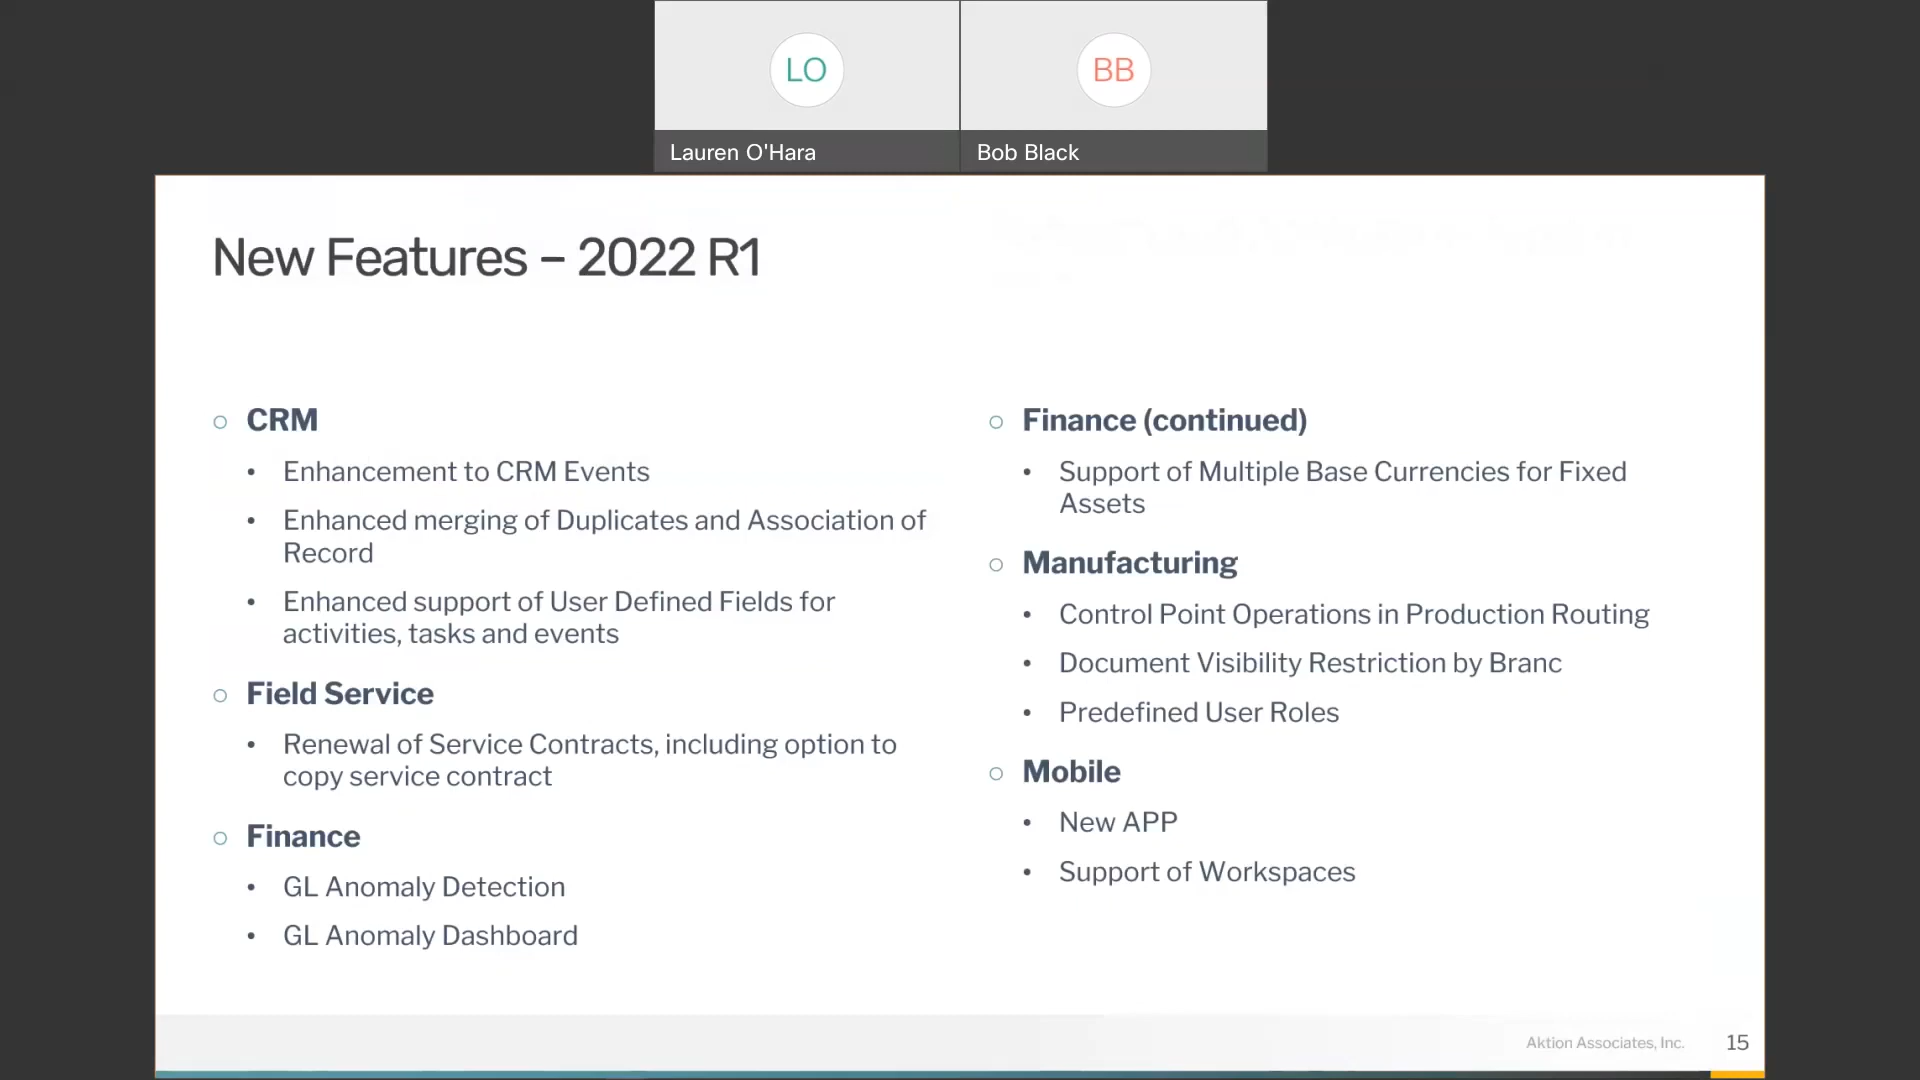 LO
BB
Lauren O'Hara
Bob Black
New Features – 2022 R1
CRM
Enhancement to CRM Events
Enhanced merging of Duplicates and Association of
Record
Enhanced support of User Defined Fields for
activities, tasks and events
Field Service
Renewal of Service Contracts, including option to
copy service contract
Finance
GL Anomaly Detection
GL Anomaly Dashboard
Finance (continued)
Support of Multiple Base Currencies for Fixed
Assets
Manufacturing
Control Point Operations in Production Routing
Document Visibility Restriction by Branc
Predefined User Roles
Mobile
New APP
Support of Workspaces
Aktion Associates, Inc.
15